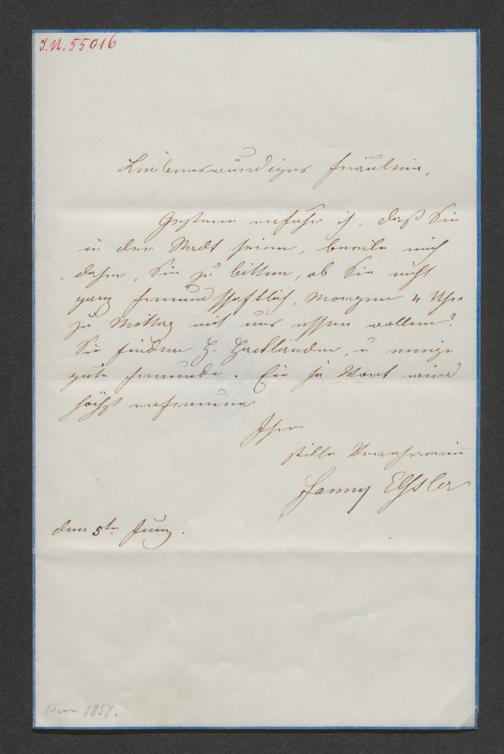 I.N. 55016
Liebenswürdiges Fräulein,
Gestern erfuhr ich, daß Sie
in der Stadt seien, beeile mich
daher, Sie zu bitten, ob Sie nicht
ganz freundschaftlich, Morgen 4 Uhr
zu Mittag mit uns essen wollen?
Sie finden H. Hackländer, u einige
gute Freunde. Ein ja Wort wird
höchst erfreuen
Ihre
stille Verehrerin
Fanny Elßler
den 5ten Juny.
Wien 1857.